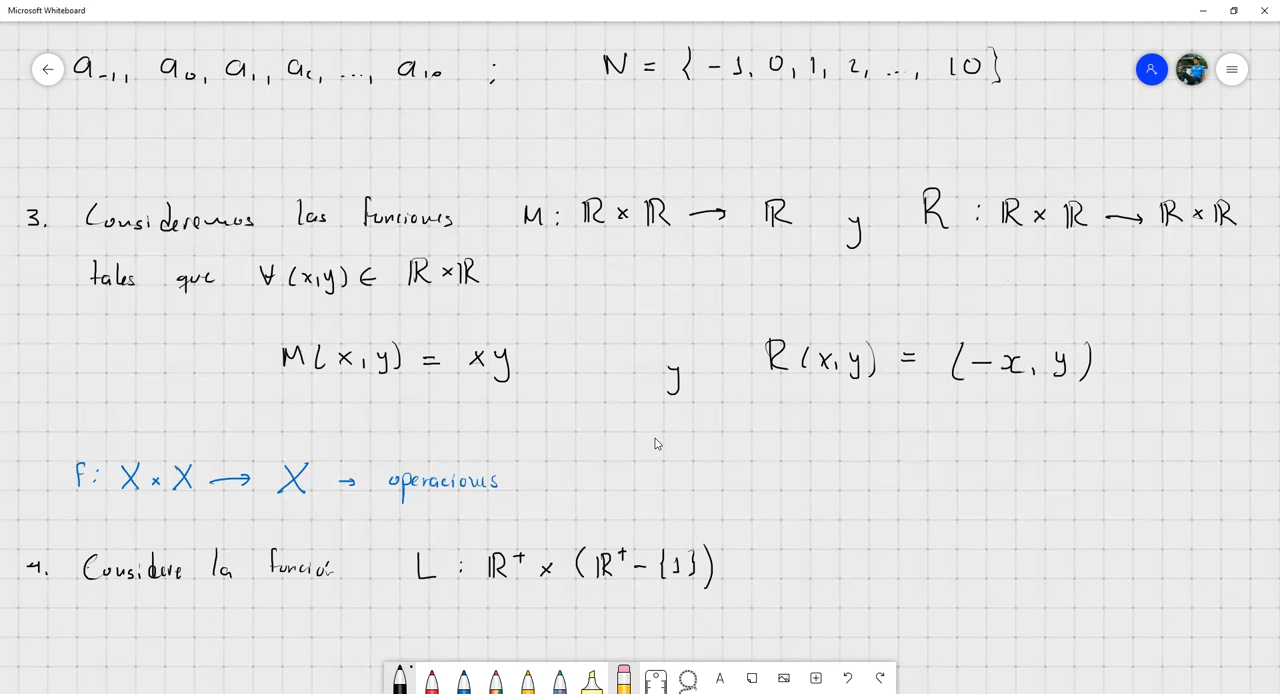 Microsoft Whiteboard
a₋₁, a₀, a₁, a₂, ..., a₁₀ ; N = { -1, 0, 1, 2, ..., 10}
3. Consideremos las funciones M : ℝ × ℝ → ℝ y R : ℝ × ℝ → ℝ × ℝ
tales que ∀ (x,y) ∈ ℝ × ℝ
M(x,y) = xy y R(x,y) = (-x, y)
F: X × X → X → operaciones
4. Considere la función L : ℝ⁺ × (ℝ⁺ - {1})
A